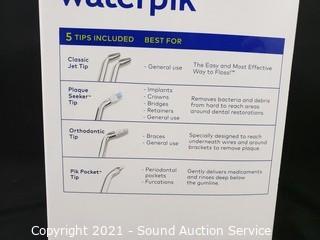 waterpik
5 TIPS INCLUDED BEST FOR
Classic
Jet Tip
- General use
The Easy and Most Effective
Way to Floss!™
Plaque
Seeker™
Tip
- Implants
- Crowns
- Bridges
- Retainers
- General use
Removes bacteria and debris
from hard to reach areas
around dental restorations
Orthodontic
Tip
- Braces
- General use
Specially designed to reach
underneath wires and around
brackets to remove plaque
Pik Pocket™
Tip
- Periodontal
pockets
- Furcations
Gently delivers medicaments
and rinses deep below
the gumline.
Copyright 2021 - Sound Auction Service